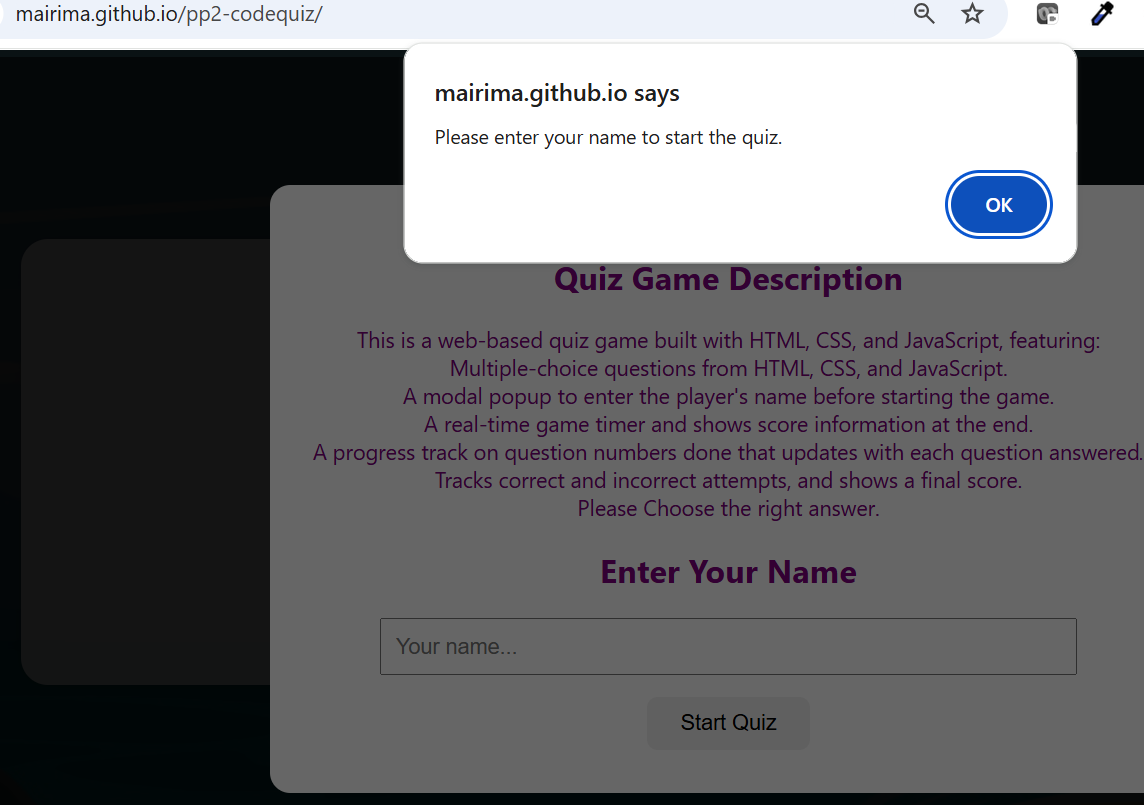 mairima.github.io/pp2-codequiz/
mairima.github.io says
Please enter your name to start the quiz.
OK
Quiz Game Description
This is a web-based quiz game built with HTML, CSS, and JavaScript, featuring:
Multiple-choice questions from HTML, CSS, and JavaScript.
A modal popup to enter the player's name before starting the game.
A real-time game timer and shows score information at the end.
A progress track on question numbers done that updates with each question answered.
Tracks correct and incorrect attempts, and shows a final score.
Please Choose the right answer.
Enter Your Name
Your name...
Start Quiz